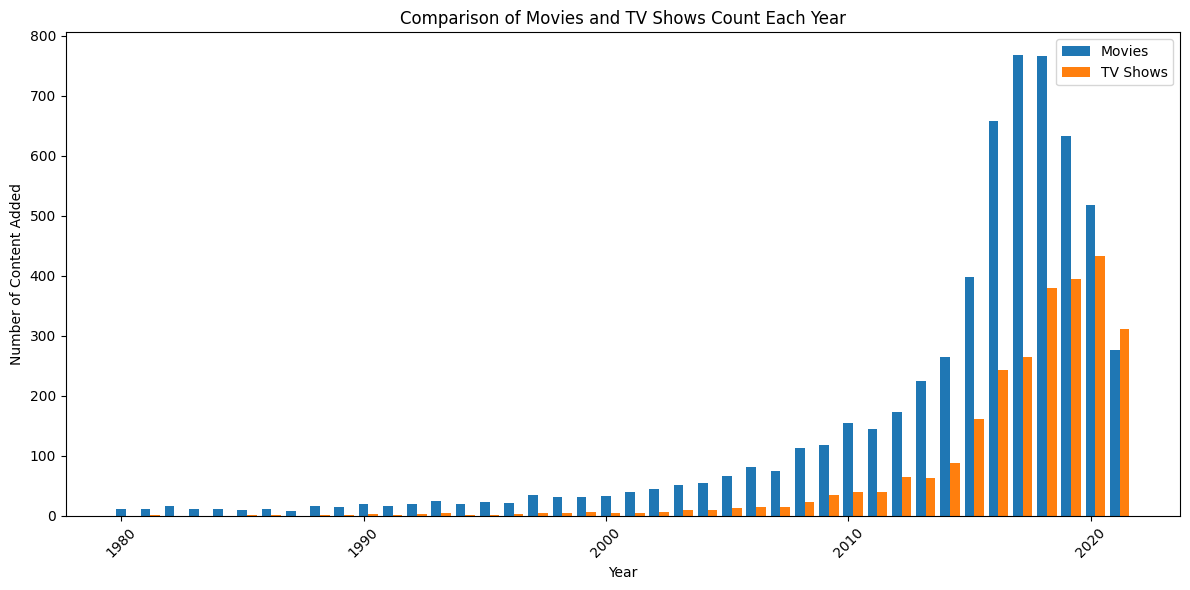 Comparison of Movies and TV Shows Count Each Year
Movies
TV Shows
Number of Content Added
800
700
600
500
400
300
200
100
0
1980
1990
2000
2010
2020
Year